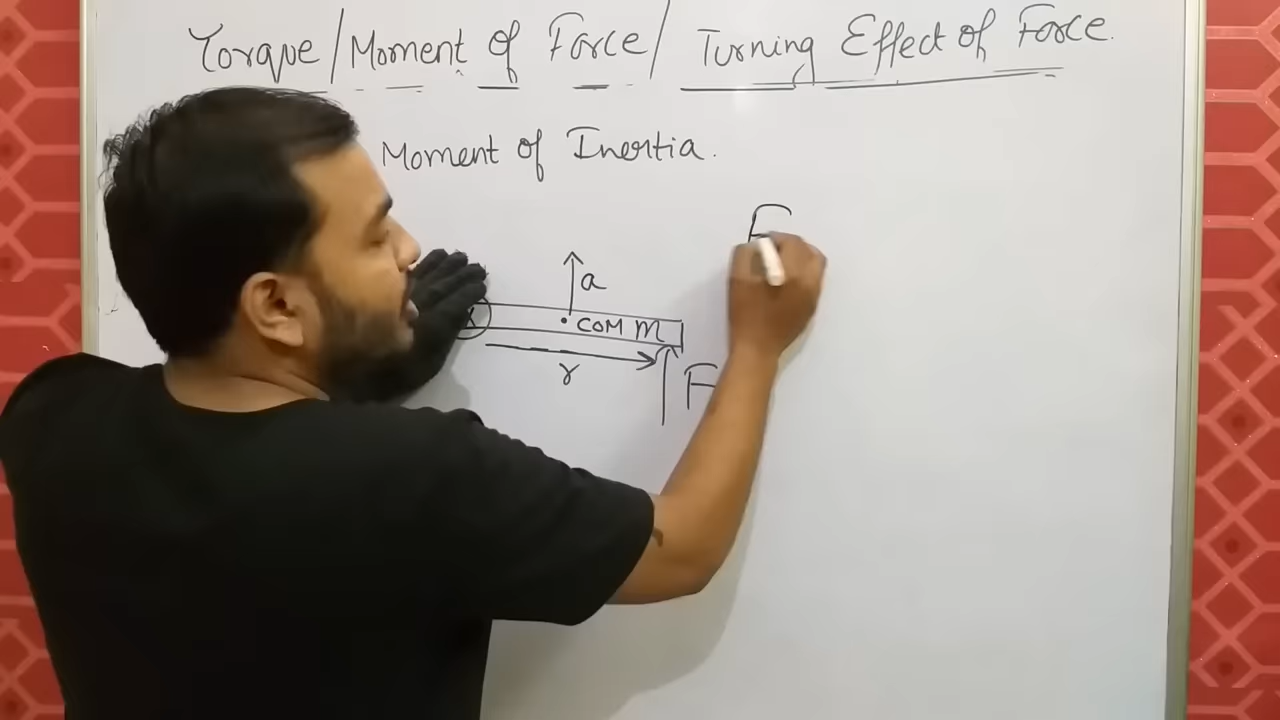 Torque/Moment of Force/ Turning Effect of Force.
Moment of Inertia.
F
a
x
COM m
r
F